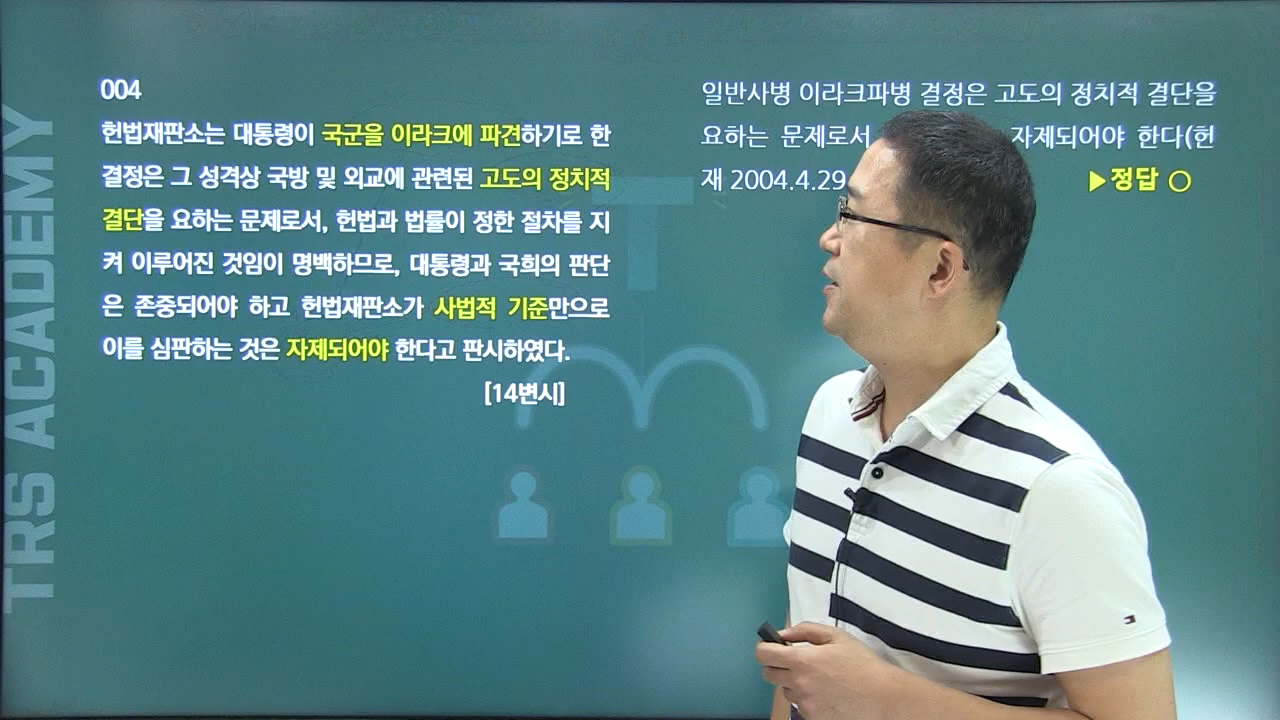 004
헌법재판소는 대통령이 국군을 이라크에 파견하기로 한
결정은 그 성격상 국방 및 외교에 관련된 고도의 정치적
결단을 요하는 문제로서, 헌법과 법률이 정한 절차를 지
켜 이루어진 것임이 명백하므로, 대통령과 국회의 판단
은 존중되어야 하고 헌법재판소가 사법적 기준만으로
이를 심판하는 것은 자제되어야 한다고 판시하였다.
[14변시]
일반사병 이라크파병 결정은 고도의 정치적 결단을
요하는 문제로서 자제되어야 한다(헌
재 2004.4.29
▶정답 ○
TRS ACADEMY